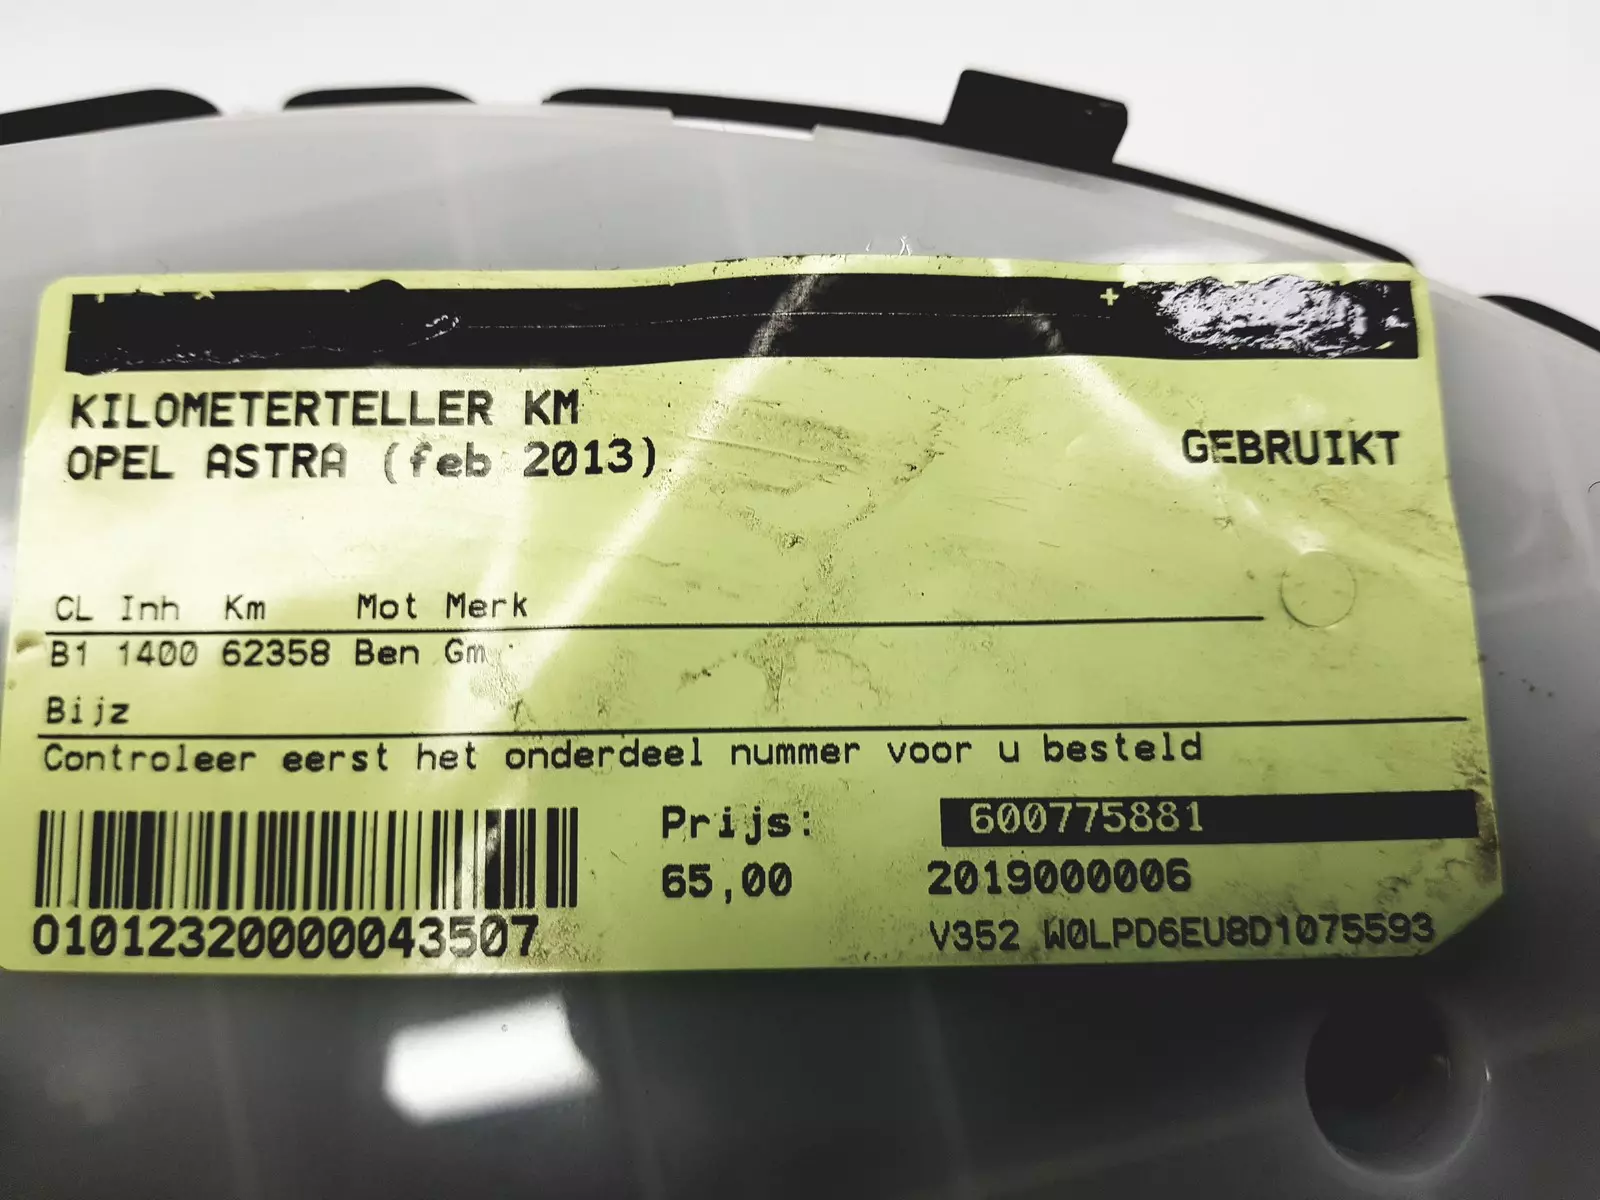 KILOMETERTELLER KM
OPEL ASTRA (feb 2013)
GEBRUIKT
CL Inh Km Mot Merk
B1 1400 62358 Ben Gm
Bijz
Controleer eerst het onderdeel nummer voor u besteld
Prijs: 600775881
65,00 2019000006
01012320000043507
V352 W0LPD6EU8D1075593